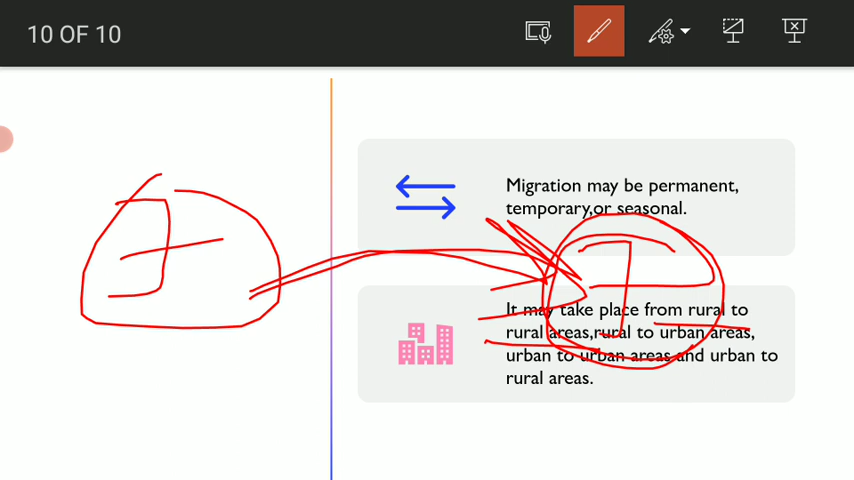 10 OF 10
Migration may be permanent,
temporary,or seasonal.
It may take place from rural to
rural areas,rural to urban areas,
urban to urban areas and urban to
rural areas.